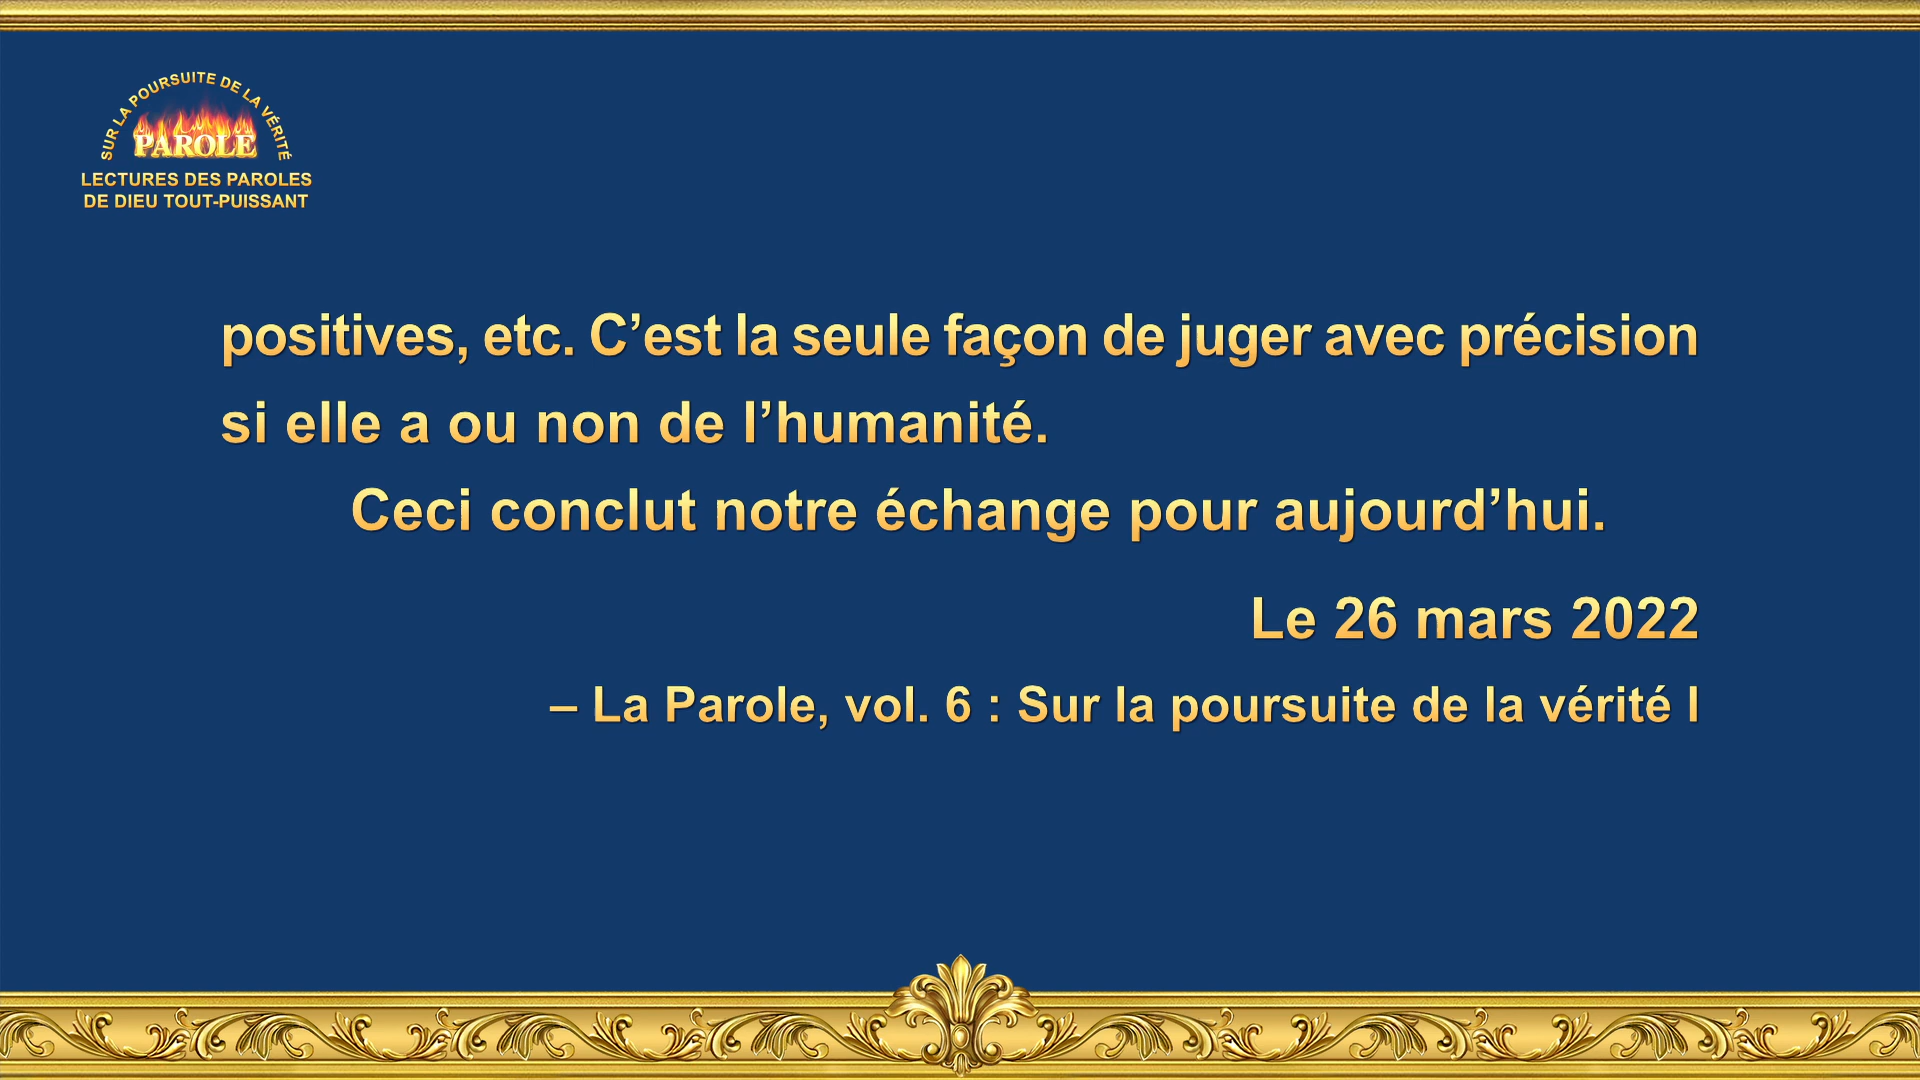 SUR LA POURSUITE DE LA VÉRITÉ
PAROLE
LECTURES DES PAROLES
DE DIEU TOUT-PUISSANT
positives, etc. C’est la seule façon de juger avec précision
si elle a ou non de l’humanité.
Ceci conclut notre échange pour aujourd’hui.
Le 26 mars 2022
– La Parole, vol. 6 : Sur la poursuite de la vérité I